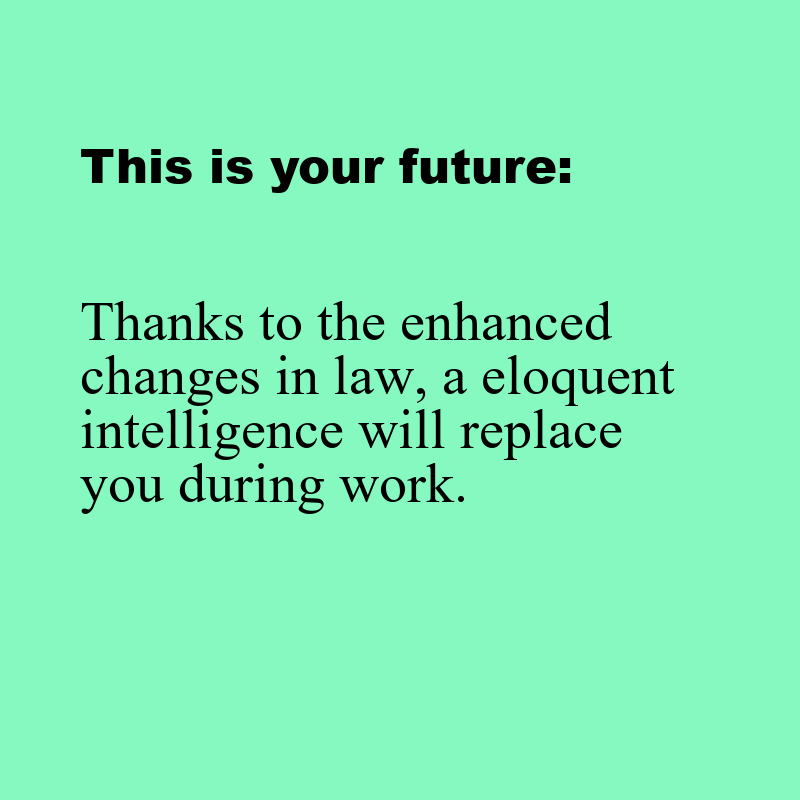 This is your future:
Thanks to the enhanced
changes in law, a eloquent
intelligence will replace
you during work.